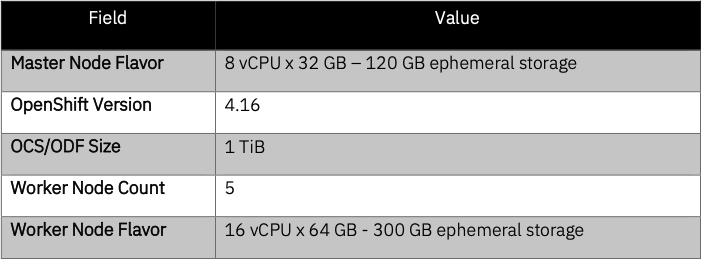 Field Value
Master Node Flavor 8 vCPU x 32 GB – 120 GB ephemeral storage
OpenShift Version 4.16
OCS/ODF Size 1 TiB
Worker Node Count 5
Worker Node Flavor 16 vCPU x 64 GB - 300 GB ephemeral storage